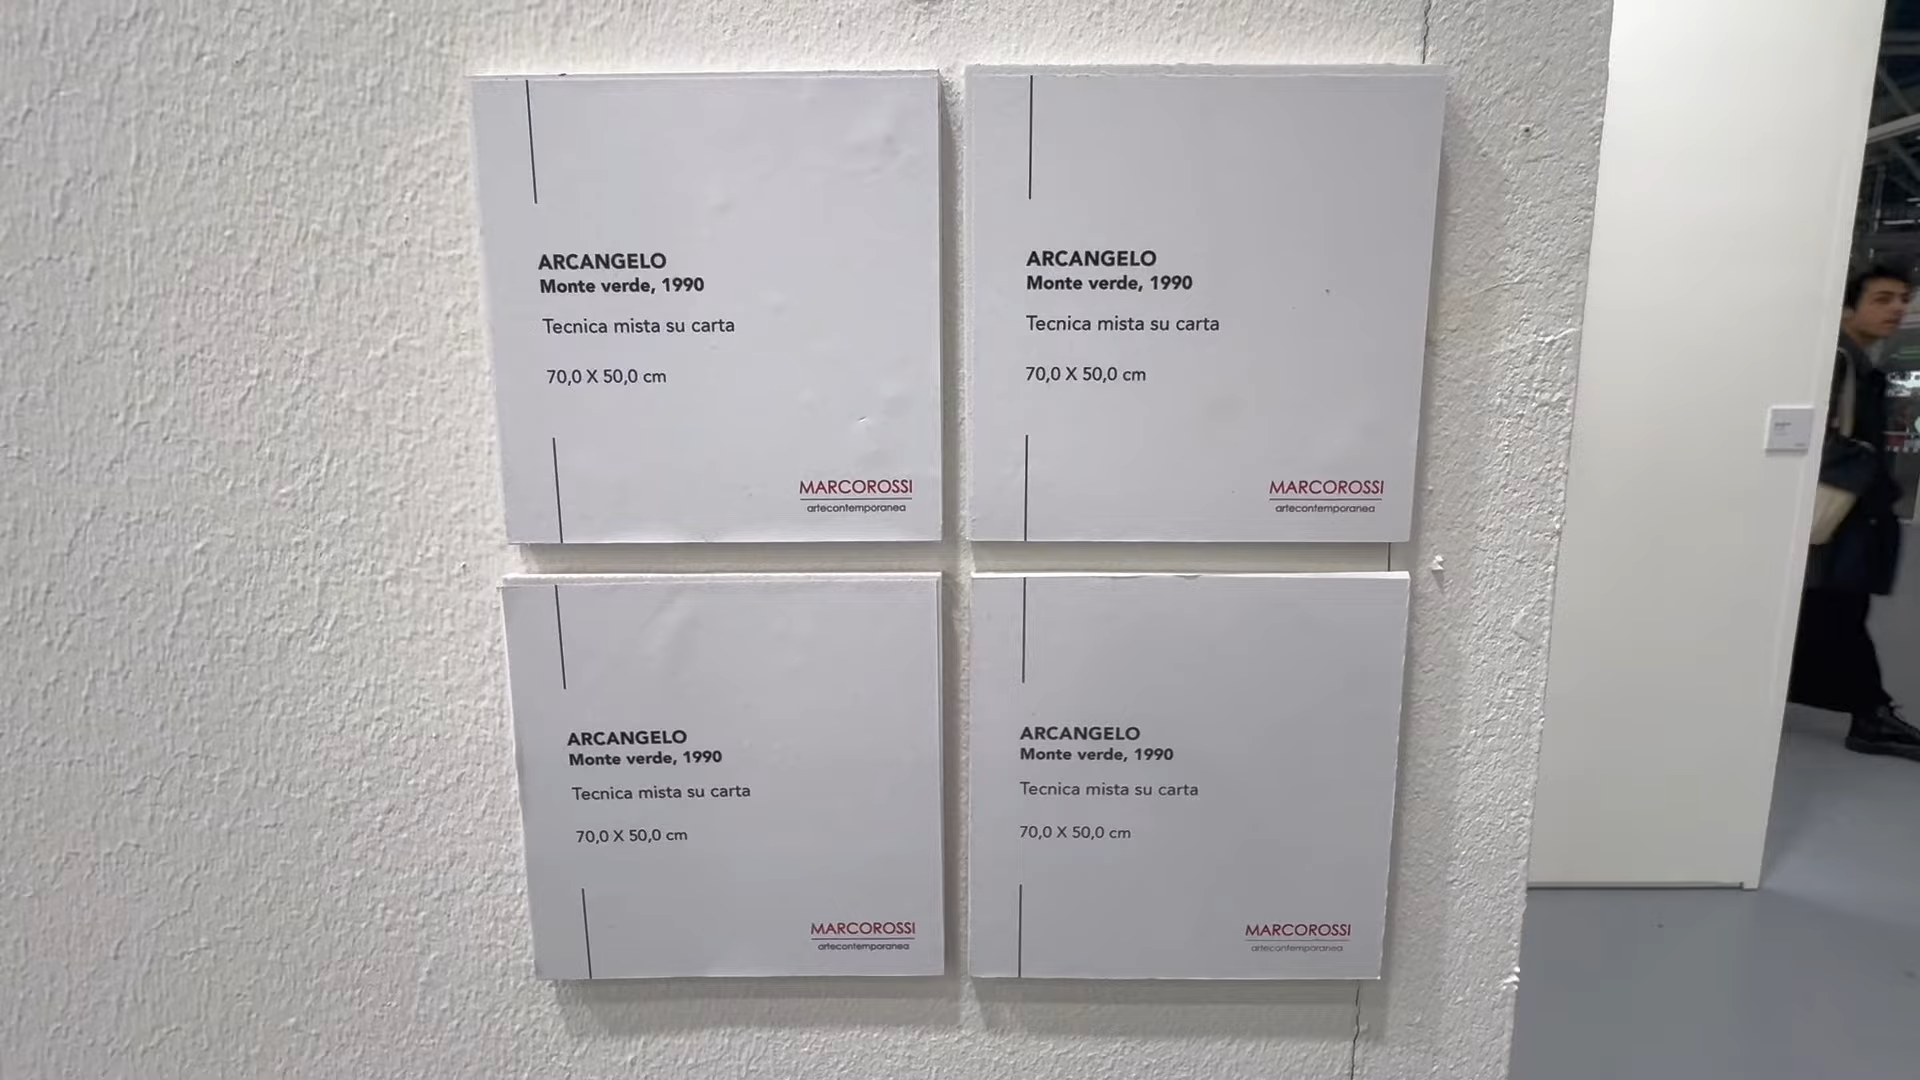 ARCANGELO
Monte verde, 1990
Tecnica mista su carta
70,0 X 50,0 cm
MARCOROSSI
artecontemporanea
ARCANGELO
Monte verde, 1990
Tecnica mista su carta
70,0 X 50,0 cm
MARCOROSSI
artecontemporanea
ARCANGELO
Monte verde, 1990
Tecnica mista su carta
70,0 X 50,0 cm
MARCOROSSI
artecontemporanea
ARCANGELO
Monte verde, 1990
Tecnica mista su carta
70,0 X 50,0 cm
MARCOROSSI
artecontemporanea